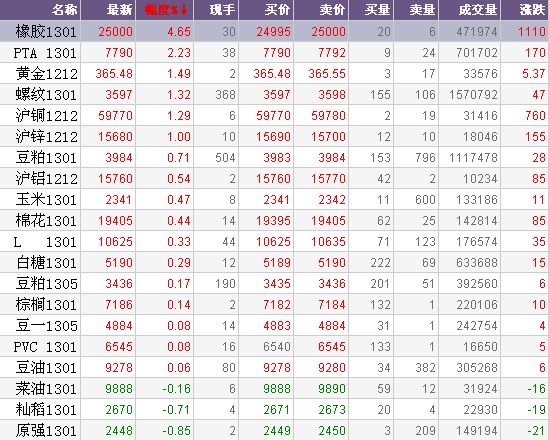 名称 最新 幅度%↓ 现手 买价 卖价 买量 卖量 成交量 涨跌
橡胶1301 25000 4.65 30 24995 25000 20 6 471974 1110
PTA 1301 7790 2.23 38 7790 7792 9 24 701702 170
黄金1212 365.48 1.49 2 365.48 365.55 3 17 33576 5.37
螺纹1301 3597 1.32 368 3597 3598 155 106 1570792 47
沪铜1212 59770 1.29 6 59770 59780 2 19 31416 760
沪锌1212 15680 1.00 10 15690 15700 12 10 18046 155
豆粕1301 3984 0.71 504 3983 3984 153 796 1117478 28
沪铝1212 15760 0.54 2 15760 15770 42 2 10234 85
玉米1301 2341 0.47 8 2341 2342 11 600 133186 11
棉花1301 19405 0.44 14 19395 19400 62 25 142814 85
L 1301 10625 0.33 44 10625 10635 71 123 176574 35
白糖1301 5190 0.29 12 5189 5190 222 69 633688 15
豆粕1305 3436 0.17 190 3435 3436 201 51 392560 6
棕榈1301 7186 0.14 2 7182 7184 132 1 220106 10
豆一1305 4884 0.08 14 4883 4884 31 6 242754 4
PVC 1301 6545 0.08 16 6540 6545 133 1 16650 5
豆油1301 9278 0.06 80 9278 9280 34 382 305268 6
菜油1301 9888 -0.16 6 9888 9890 59 12 31924 -16
籼稻1301 2670 -0.71 4 2671 2673 20 4 22930 -19
原强1301 2448 -0.85 2 2449 2450 3 209 149194 -21